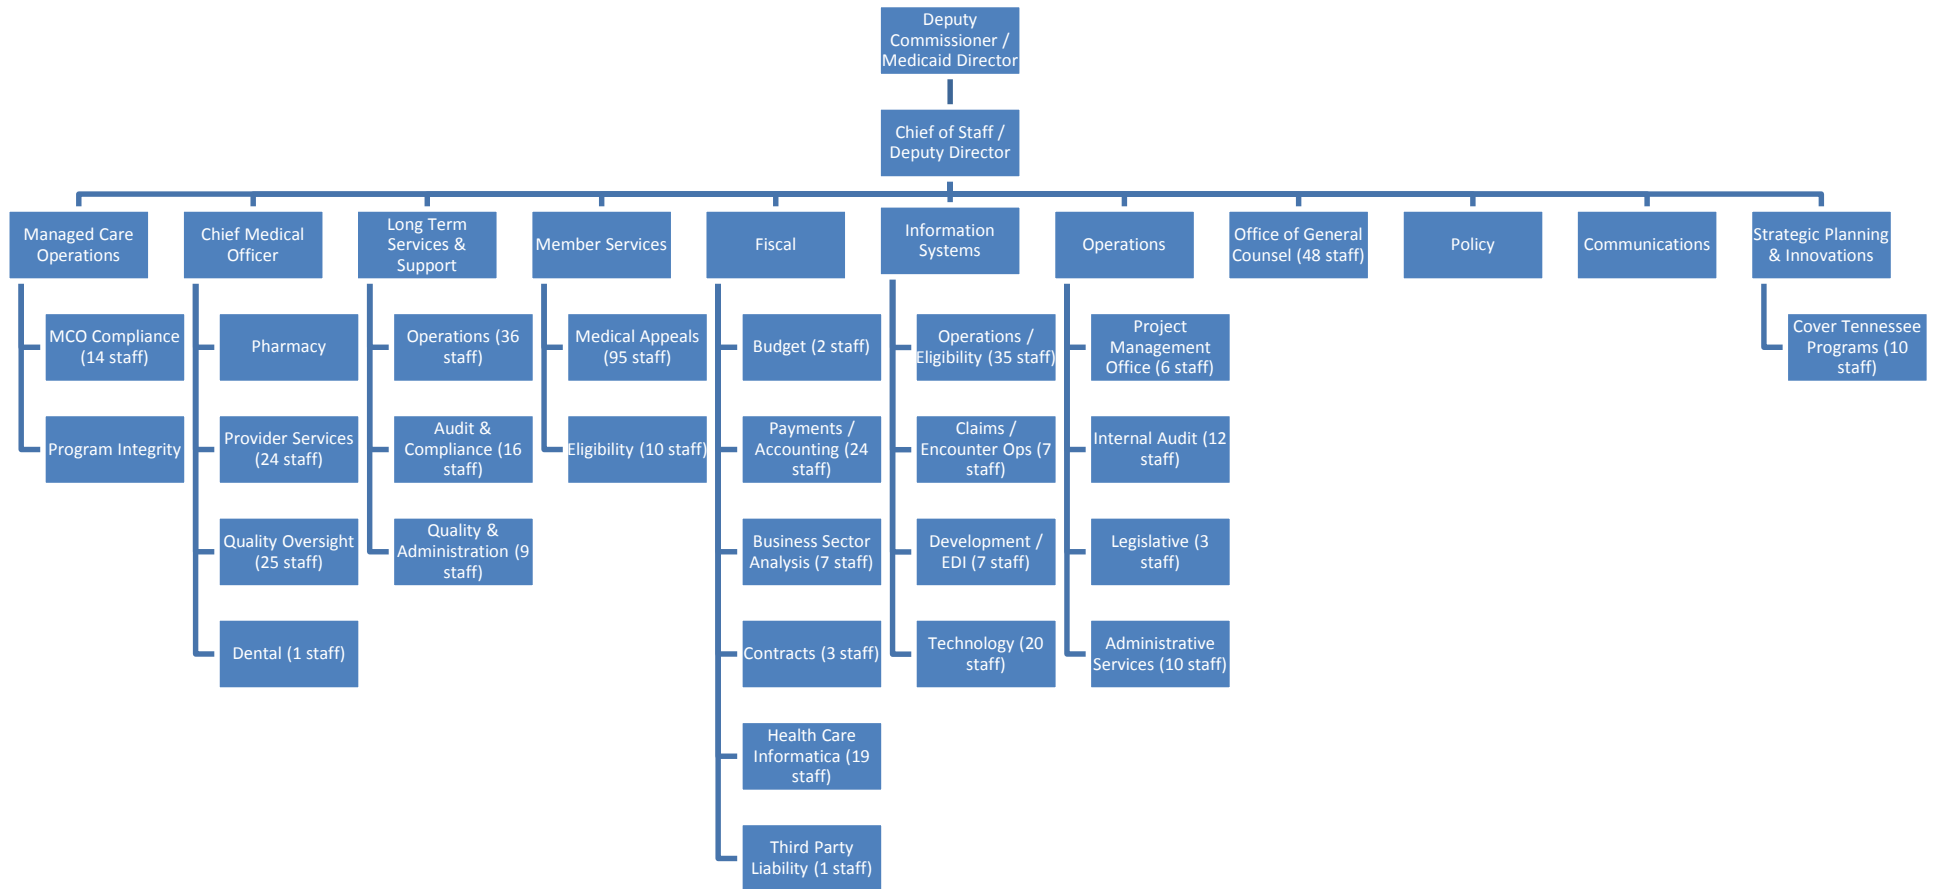 Deputy
Commissioner /
Medicaid Director
Chief of Staff /
Deputy Director
Managed Care
Operations
Chief Medical
Officer
Long Term
Services &
Support
Member Services
Fiscal
Information
Systems
Operations
Office of General
Counsel (48 staff)
Policy
Communications
Strategic Planning
& Innovations
MCO Compliance
(14 staff)
Program Integrity
Pharmacy
Provider Services
(24 staff)
Quality Oversight
(25 staff)
Dental (1 staff)
Operations (36
staff)
Audit &
Compliance (16
staff)
Quality &
Administration (9
staff)
Medical Appeals
(95 staff)
Eligibility (10 staff)
Budget (2 staff)
Payments /
Accounting (24
staff)
Business Sector
Analysis (7 staff)
Contracts (3 staff)
Health Care
Informatica (19
staff)
Third Party
Liability (1 staff)
Operations /
Eligibility (35 staff)
Claims /
Encounter Ops (7
staff)
Development /
EDI (7 staff)
Technology (20
staff)
Project
Management
Office (6 staff)
Internal Audit (12
staff)
Legislative (3
staff)
Administrative
Services (10 staff)
Cover Tennessee
Programs (10
staff)